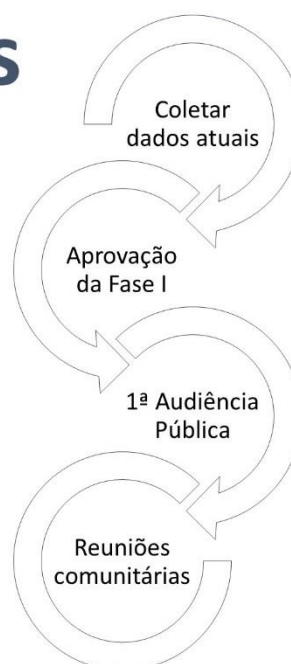 s
Coletar
dados atuais
Aprovação
da Fase I
1ª Audiência
Pública
Reuniões
comunitárias